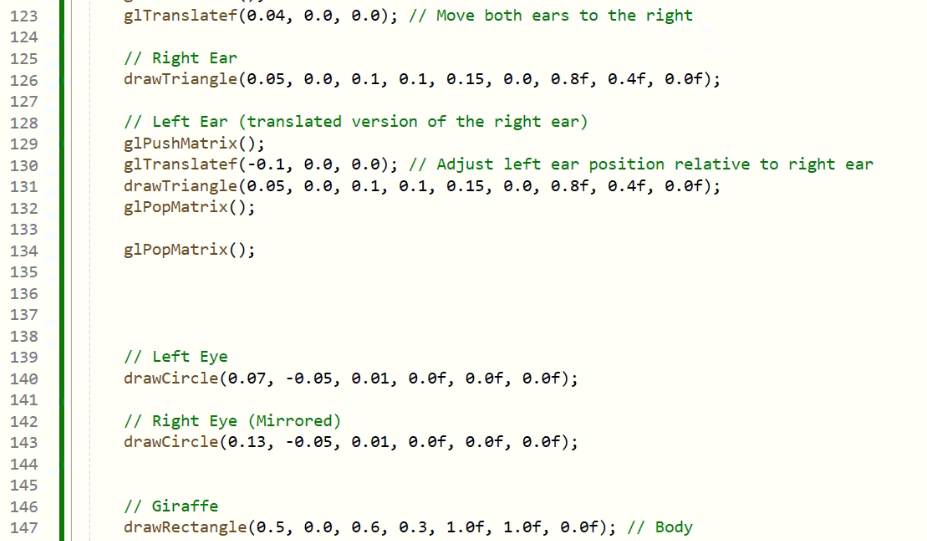 123 glTranslatef(0.04, 0.0, 0.0); // Move both ears to the right
124
125 // Right Ear
126 drawTriangle(0.05, 0.0, 0.1, 0.1, 0.15, 0.0, 0.8f, 0.4f, 0.0f);
127
128 // Left Ear (translated version of the right ear)
129 glPushMatrix();
130 glTranslatef(-0.1, 0.0, 0.0); // Adjust left ear position relative to right ear
131 drawTriangle(0.05, 0.0, 0.1, 0.1, 0.15, 0.0, 0.8f, 0.4f, 0.0f);
132 glPopMatrix();
133
134 glPopMatrix();
135
136
137
138
139 // Left Eye
140 drawCircle(0.07, -0.05, 0.01, 0.0f, 0.0f, 0.0f);
141
142 // Right Eye (Mirrored)
143 drawCircle(0.13, -0.05, 0.01, 0.0f, 0.0f, 0.0f);
144
145
146 // Giraffe
147 drawRectangle(0.5, 0.0, 0.6, 0.3, 1.0f, 1.0f, 0.0f); // Body